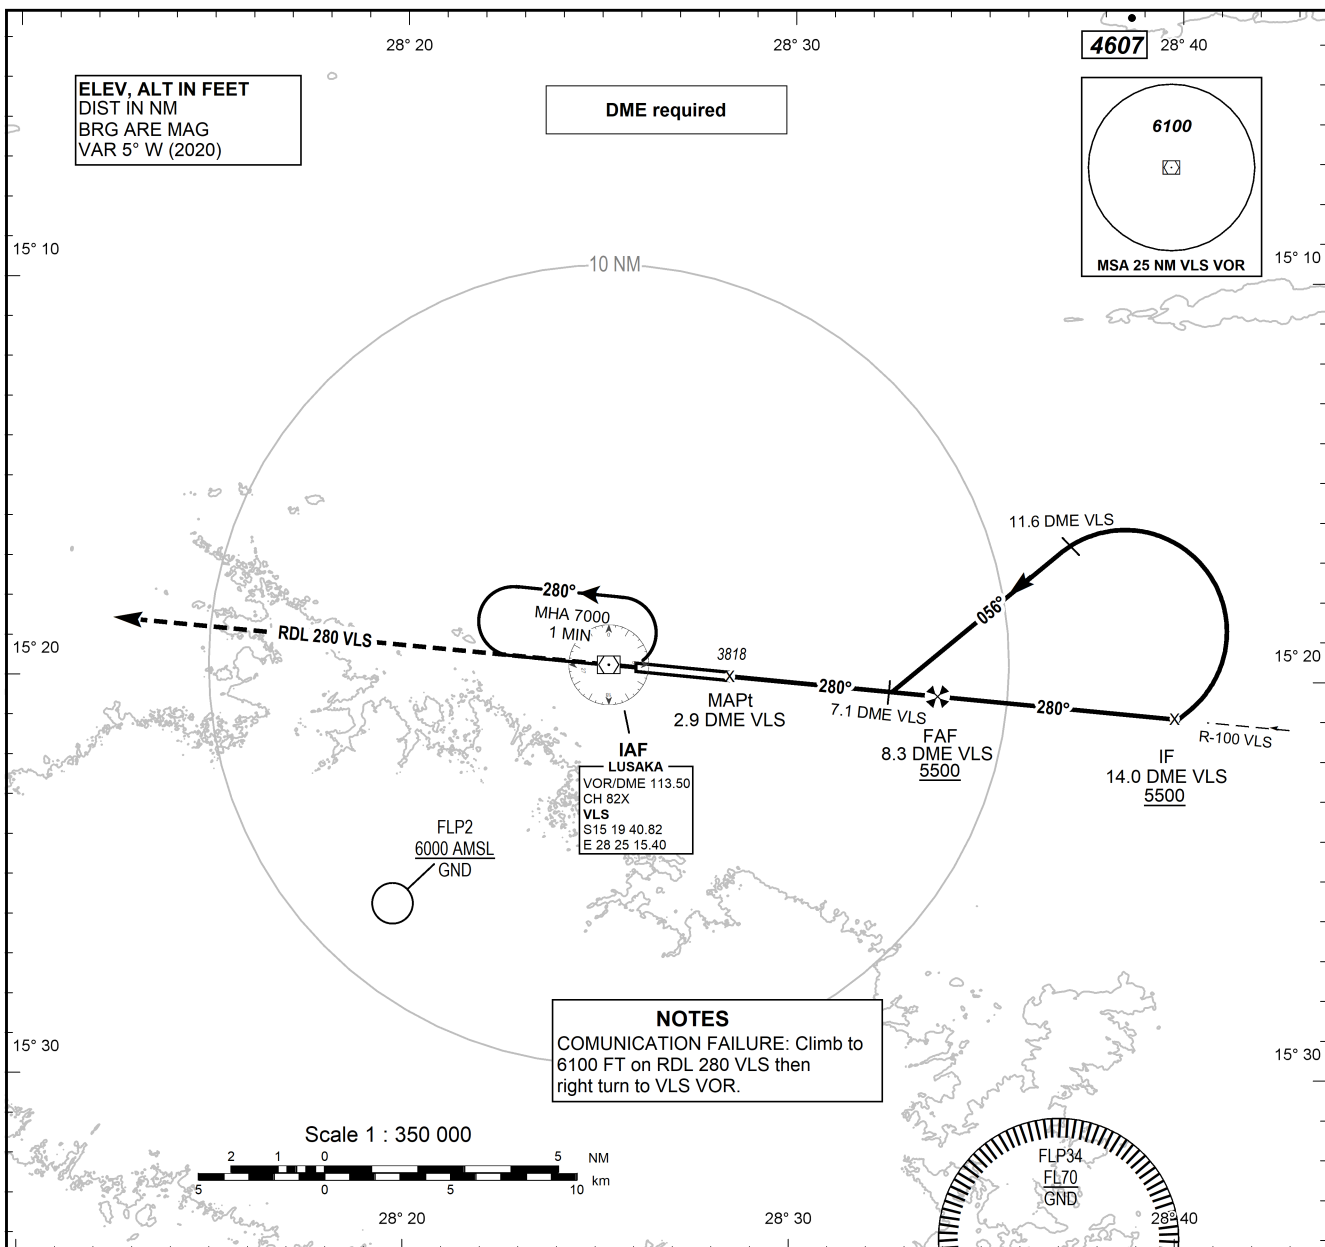 28° 20
28° 30
28° 40
4607
ELEV, ALT IN FEET
DIST IN NM
BRG ARE MAG
VAR 5° W (2020)
DME required
6100
MSA 25 NM VLS VOR
15° 10
15° 10
10 NM
11.6 DME VLS
056°
280°
MHA 7000
1 MIN
RDL 280 VLS
15° 20
15° 20
3818
280°
MAPt
2.9 DME VLS
7.1 DME VLS
280°
R-100 VLS
FAF
8.3 DME VLS
5500
IF
14.0 DME VLS
5500
IAF
LUSAKA
VOR/DME 113.50
CH 82X
VLS
S15 19 40.82
E 28 25 15.40
FLP2
6000 AMSL
GND
NOTES
COMUNICATION FAILURE: Climb to
6100 FT on RDL 280 VLS then
right turn to VLS VOR.
15° 30
15° 30
Scale 1 : 350 000
2 1 0 5 NM
5 0 5 10 km
FLP34
FL70
GND
28° 20
28° 30
28° 40